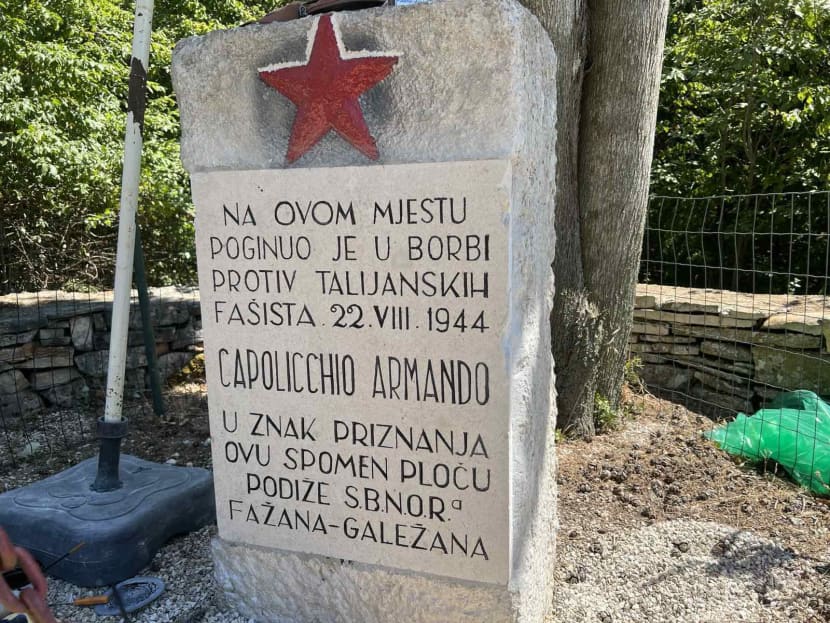 NA OVOM MJESTU
POGINUO JE U BORBI
PROTIV TALIJANSKIH
FAŠISTA . 22. VIII. 1944
CAPOLICCHIO ARMANDO
U ZNAK PRIZNANJA
OVU SPOMEN PLOČU
PODIŽE S.B.N.O.R.ª
FAŽANA-GALEŽANA